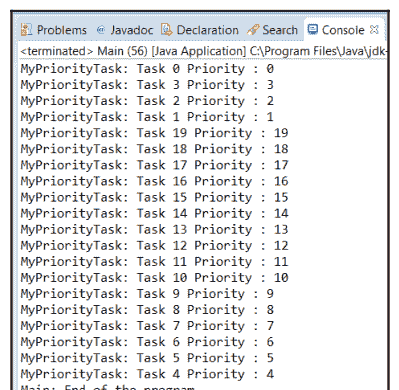 Problems Javadoc Declaration Search Console
<terminated> Main (56) [Java Application] C:\Program Files\Java\jdk-
MyPriorityTask: Task 0 Priority : 0
MyPriorityTask: Task 3 Priority : 3
MyPriorityTask: Task 2 Priority : 2
MyPriorityTask: Task 1 Priority : 1
MyPriorityTask: Task 19 Priority : 19
MyPriorityTask: Task 18 Priority : 18
MyPriorityTask: Task 17 Priority : 17
MyPriorityTask: Task 16 Priority : 16
MyPriorityTask: Task 15 Priority : 15
MyPriorityTask: Task 14 Priority : 14
MyPriorityTask: Task 13 Priority : 13
MyPriorityTask: Task 12 Priority : 12
MyPriorityTask: Task 11 Priority : 11
MyPriorityTask: Task 10 Priority : 10
MyPriorityTask: Task 9 Priority : 9
MyPriorityTask: Task 8 Priority : 8
MyPriorityTask: Task 7 Priority : 7
MyPriorityTask: Task 6 Priority : 6
MyPriorityTask: Task 5 Priority : 5
MyPriorityTask: Task 4 Priority : 4
Main: End of the program